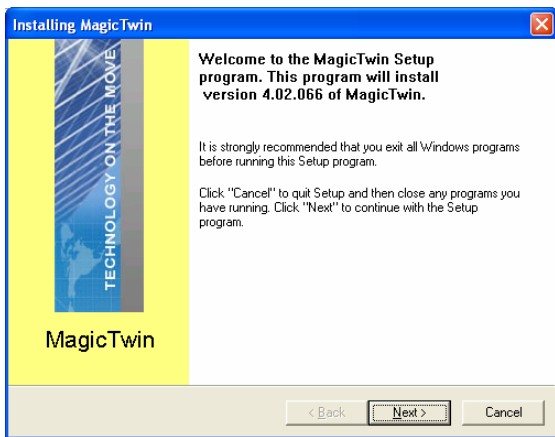 Installing MagicTwin
TECHNOLOGY ON THE MOVE
MagicTwin
Welcome to the MagicTwin Setup
program. This program will install
version 4.02.066 of MagicTwin.
It is strongly recommended that you exit all Windows programs
before running this Setup program.
Click "Cancel" to quit Setup and then close any programs you
have running. Click "Next" to continue with the Setup
program.
< Back
Next >
Cancel